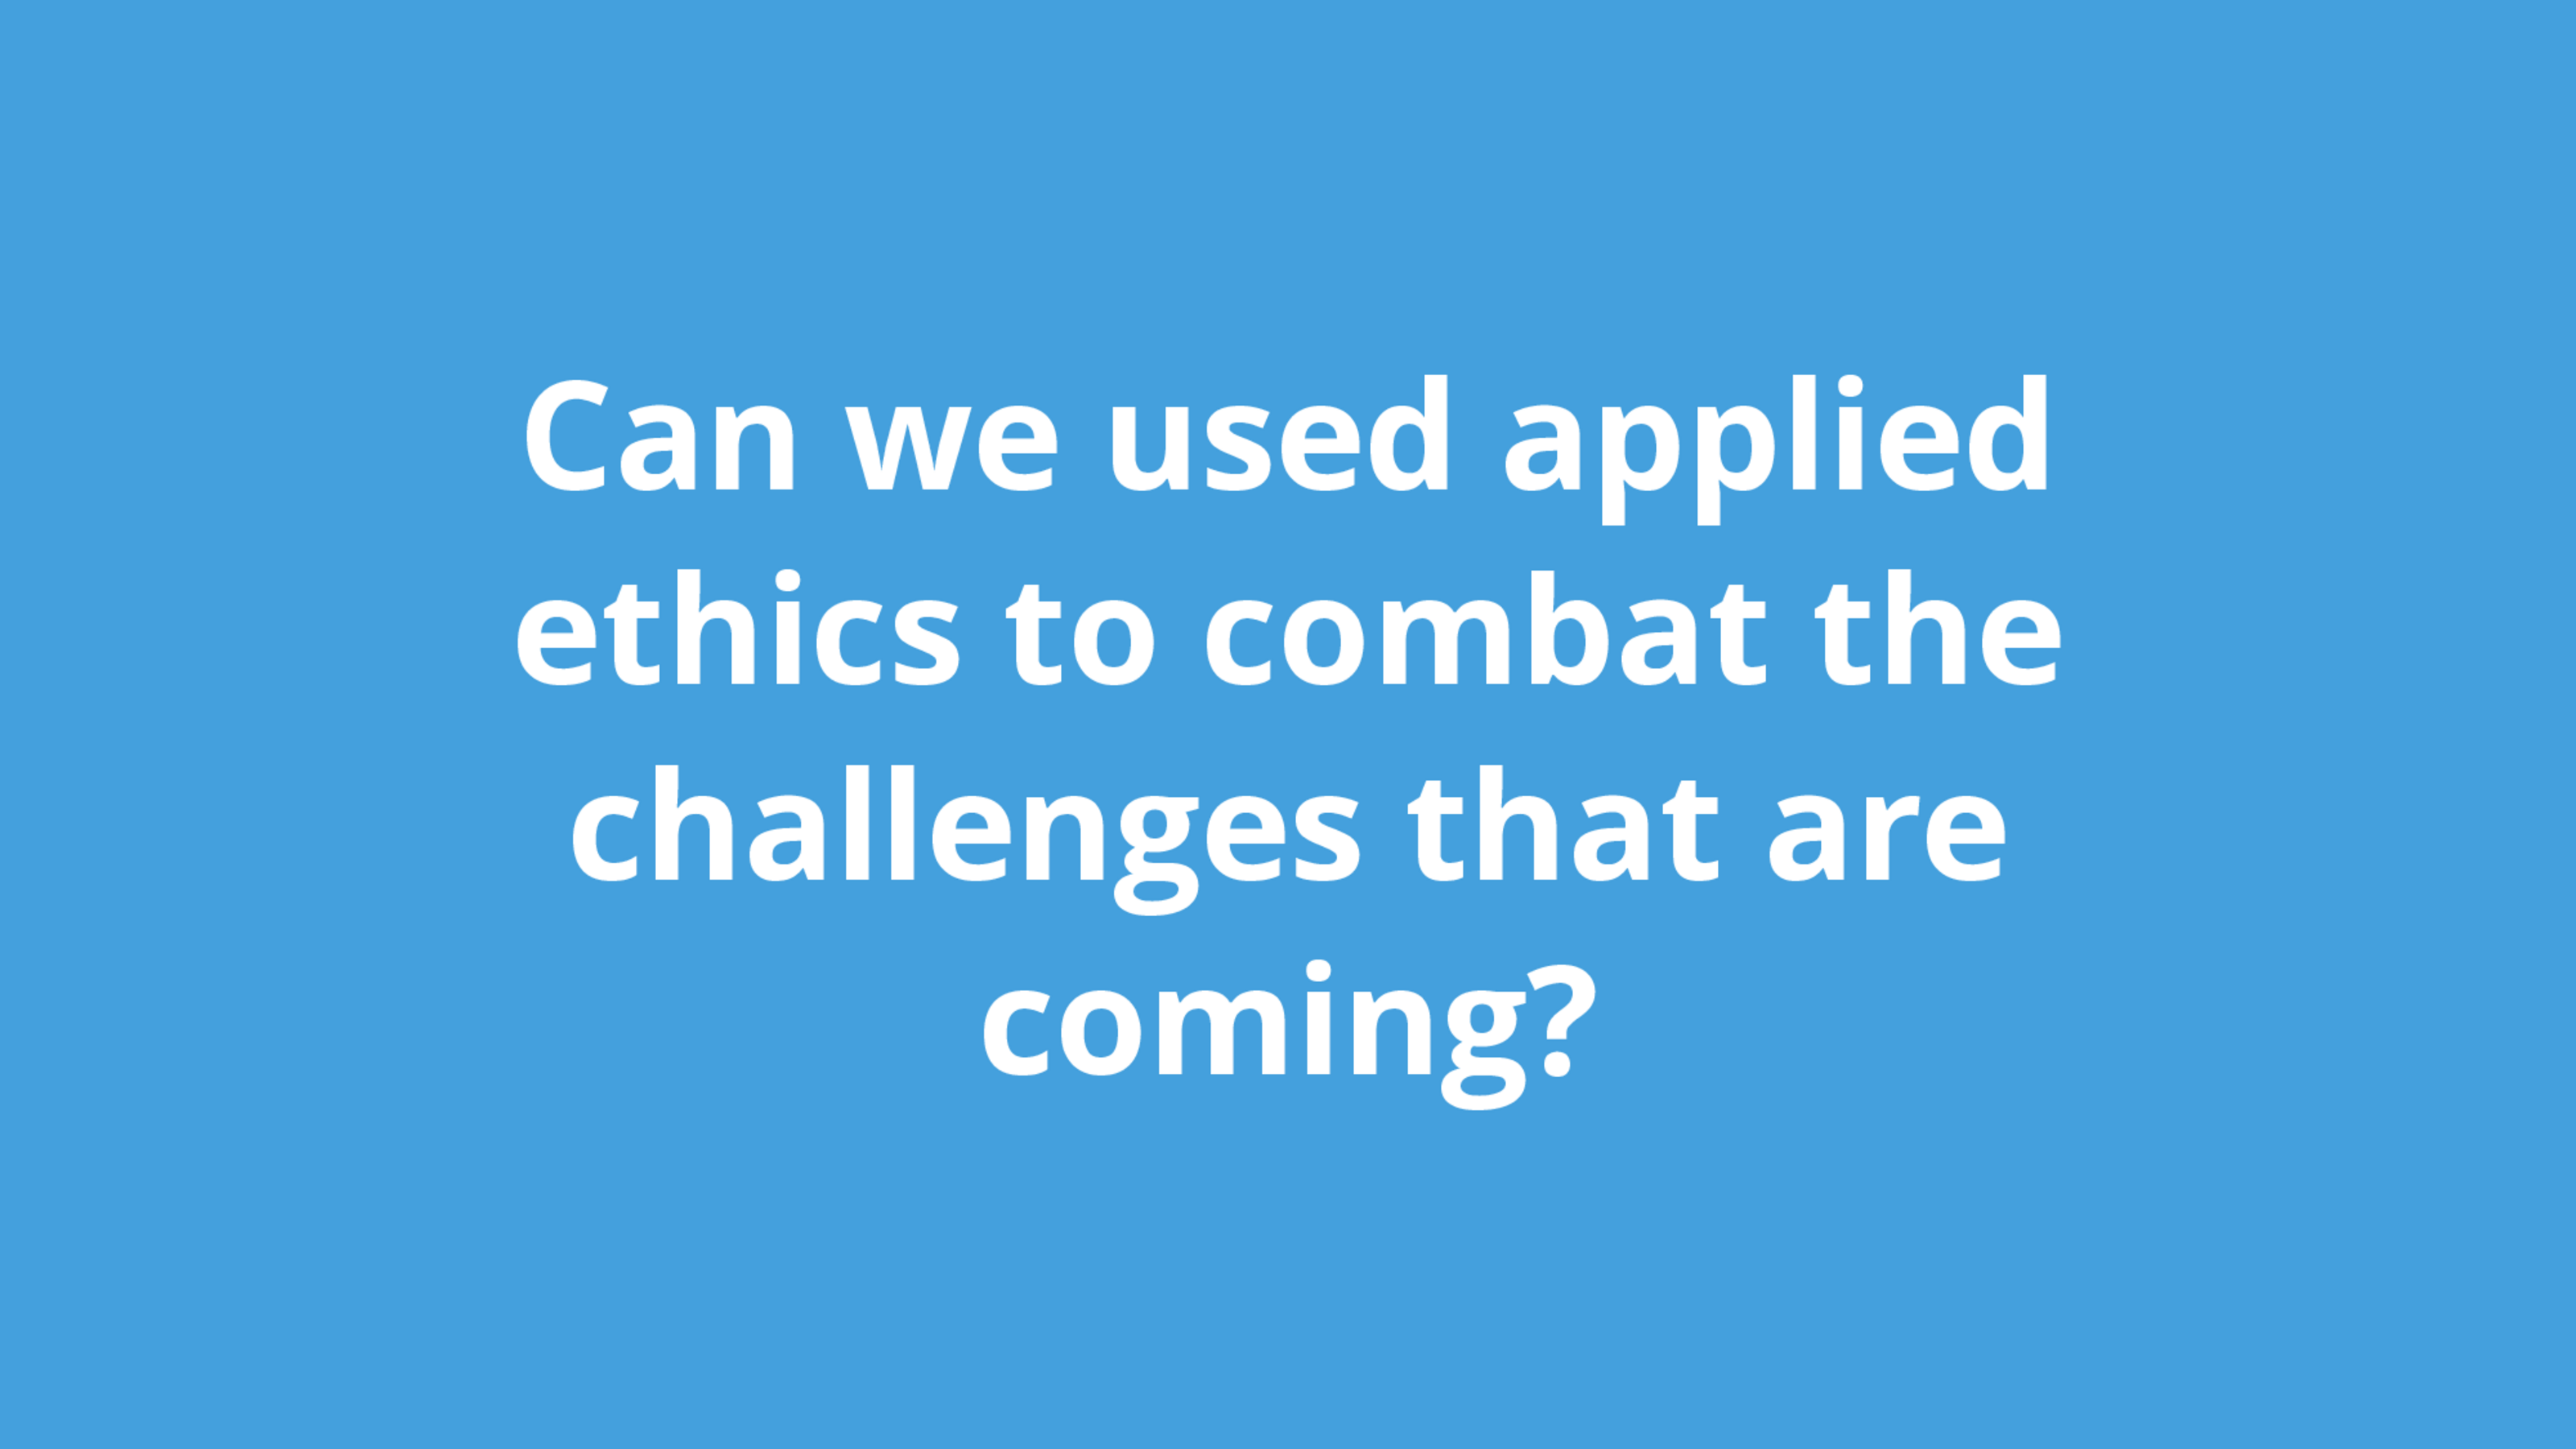 Can we used applied
ethics to combat the
challenges that are
coming?